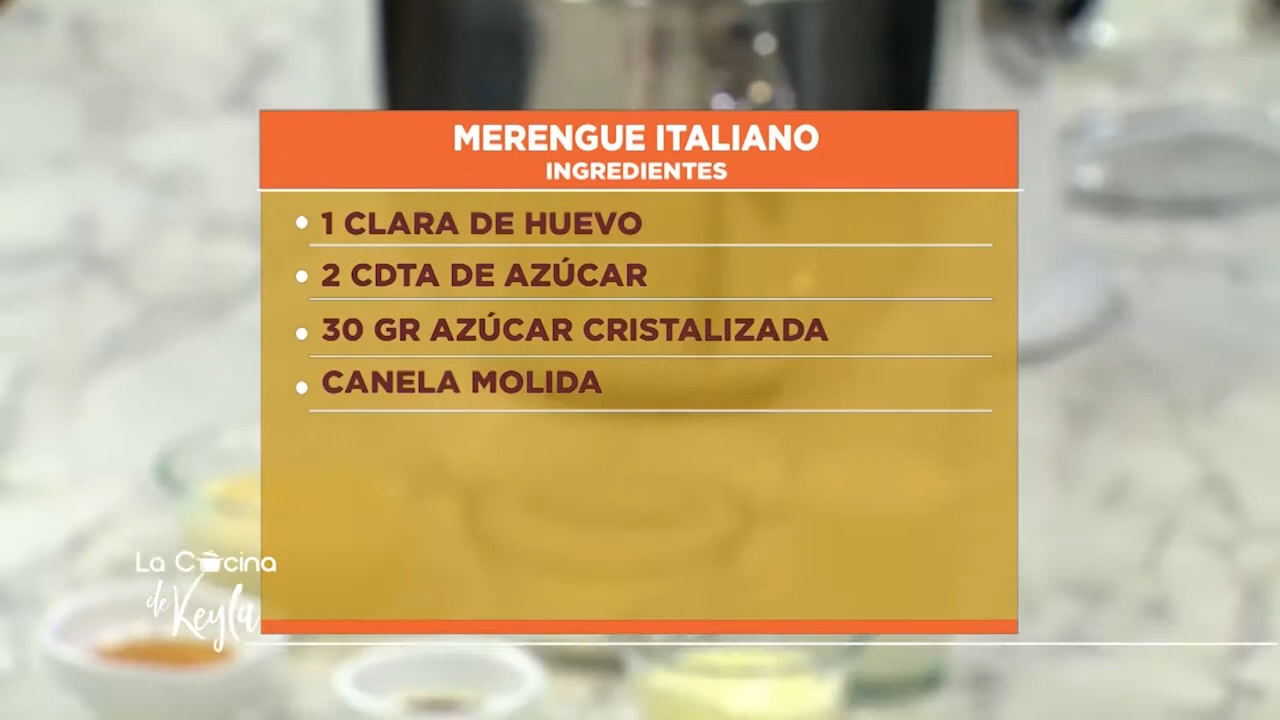 MERENGUE ITALIANO
INGREDIENTES
1 CLARA DE HUEVO
2 CDTA DE AZÚCAR
30 GR AZÚCAR CRISTALIZADA
CANELA MOLIDA
La Cocina
de Keyla